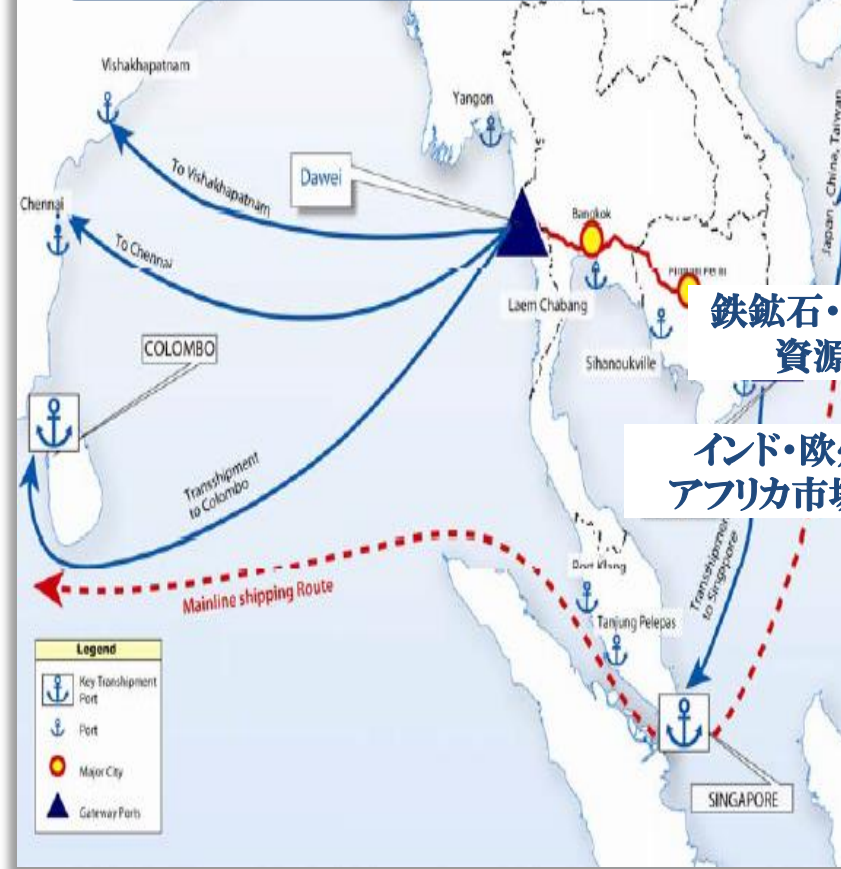 Vishakhapatnam
Yangon
To Vishakhapatnam
Dawei
Chennai
To Chennai
Bangkok
Japan, China, Taiwan
Laem Chabang
鉄鉱石・
資源
COLOMBO
Sihanoukville
インド・欧
アフリカ市場
Transshipment
to Colombo
Port Klang
Mainline shipping Route
to Singapore
Tanjung Pelepas
Legend
Key Transhipment
Port
Port
Major City
Gateway Ports
SINGAPORE